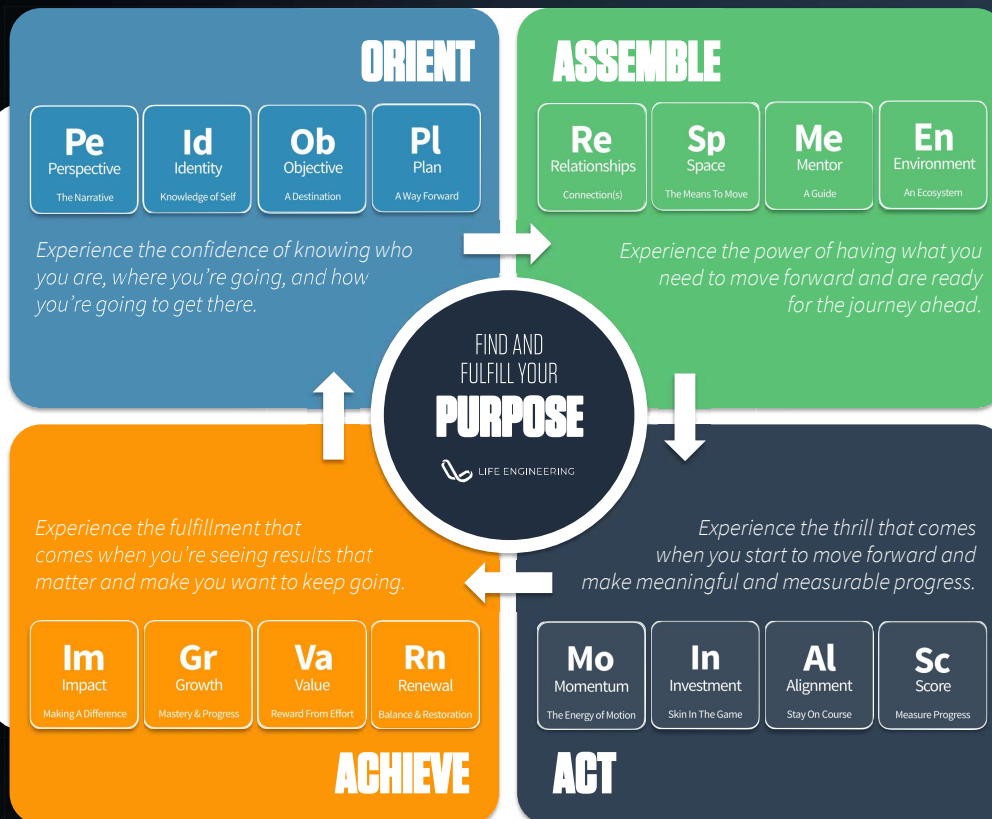 ORIENT
Pe
Perspective
The Narrative
Id
Identity
Knowledge of Self
Ob
Objective
A Destination
Pl
Plan
A Way Forward
Experience the confidence of knowing who
you are, where you’re going, and how
you’re going to get there.
ASSEMBLE
Re
Relationships
Connection(s)
Sp
Space
The Means To Move
Me
Mentor
A Guide
En
Environment
An Ecosystem
Experience the power of having what you
need to move forward and are ready
for the journey ahead.
FIND AND
FULFILL YOUR
PURPOSE
LIFE ENGINEERING
Experience the thrill that comes
when you start to move forward and
make meaningful and measurable progress.
Mo
Momentum
The Energy of Motion
In
Investment
Skin In The Game
Al
Alignment
Stay On Course
Sc
Score
Measure Progress
ACT
Experience the fulfillment that
comes when you’re seeing results that
matter and make you want to keep going.
Im
Impact
Making A Difference
Gr
Growth
Mastery & Progress
Va
Value
Reward From Effort
Rn
Renewal
Balance & Restoration
ACHIEVE